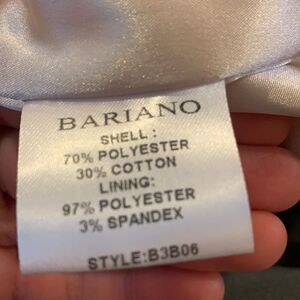 BARIANO
SHELL :
70% POLYESTER
30% COTTON
LINING:
97% POLYESTER
3% SPANDEX
STYLE:B3B06